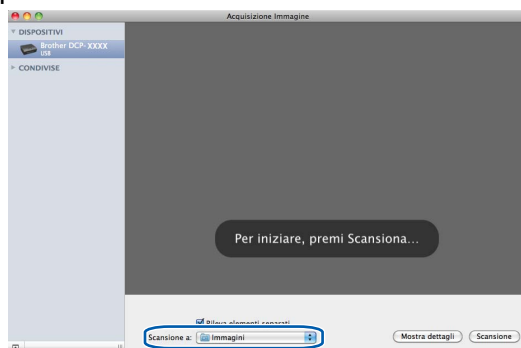 Acquisizione Immagine
DISPOSITIVI
Brother DCP-XXXX
USB
CONDIVISE
Per iniziare, premi Scansiona...
Rileva elementi separati
Scansione a: Immagini
Mostra dettagli
Scansione